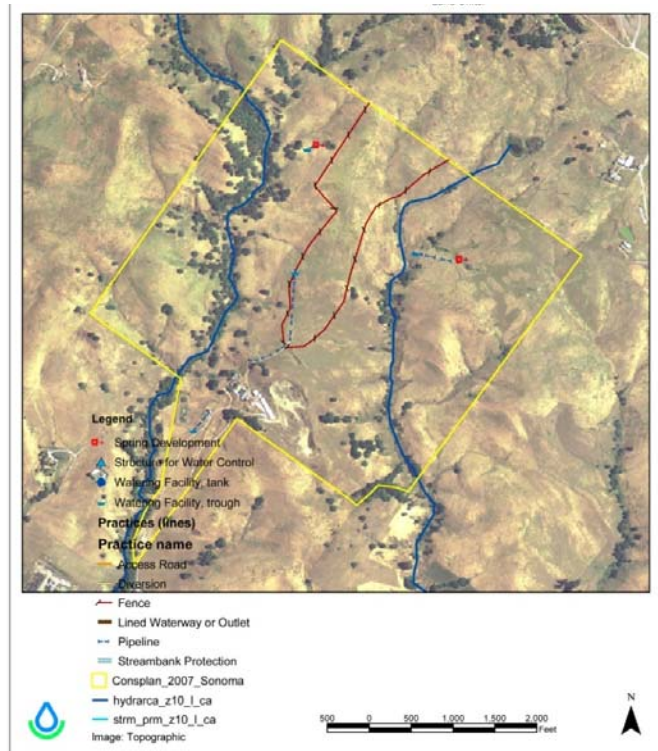 Legend
Spring Development
Structure for Water Control
Watering Facility, tank
Watering Facility, trough
Practices (lines)
Practice name
Access Road
Diversion
Fence
Lined Waterway or Outlet
Pipeline
Streambank Protection
Consplan_2007_Sonoma
hydrarca_z10_l_ca
strm_prm_z10_l_ca
Image: Topographic
500 0 500 1,000 1,500 2,000
Feet
N